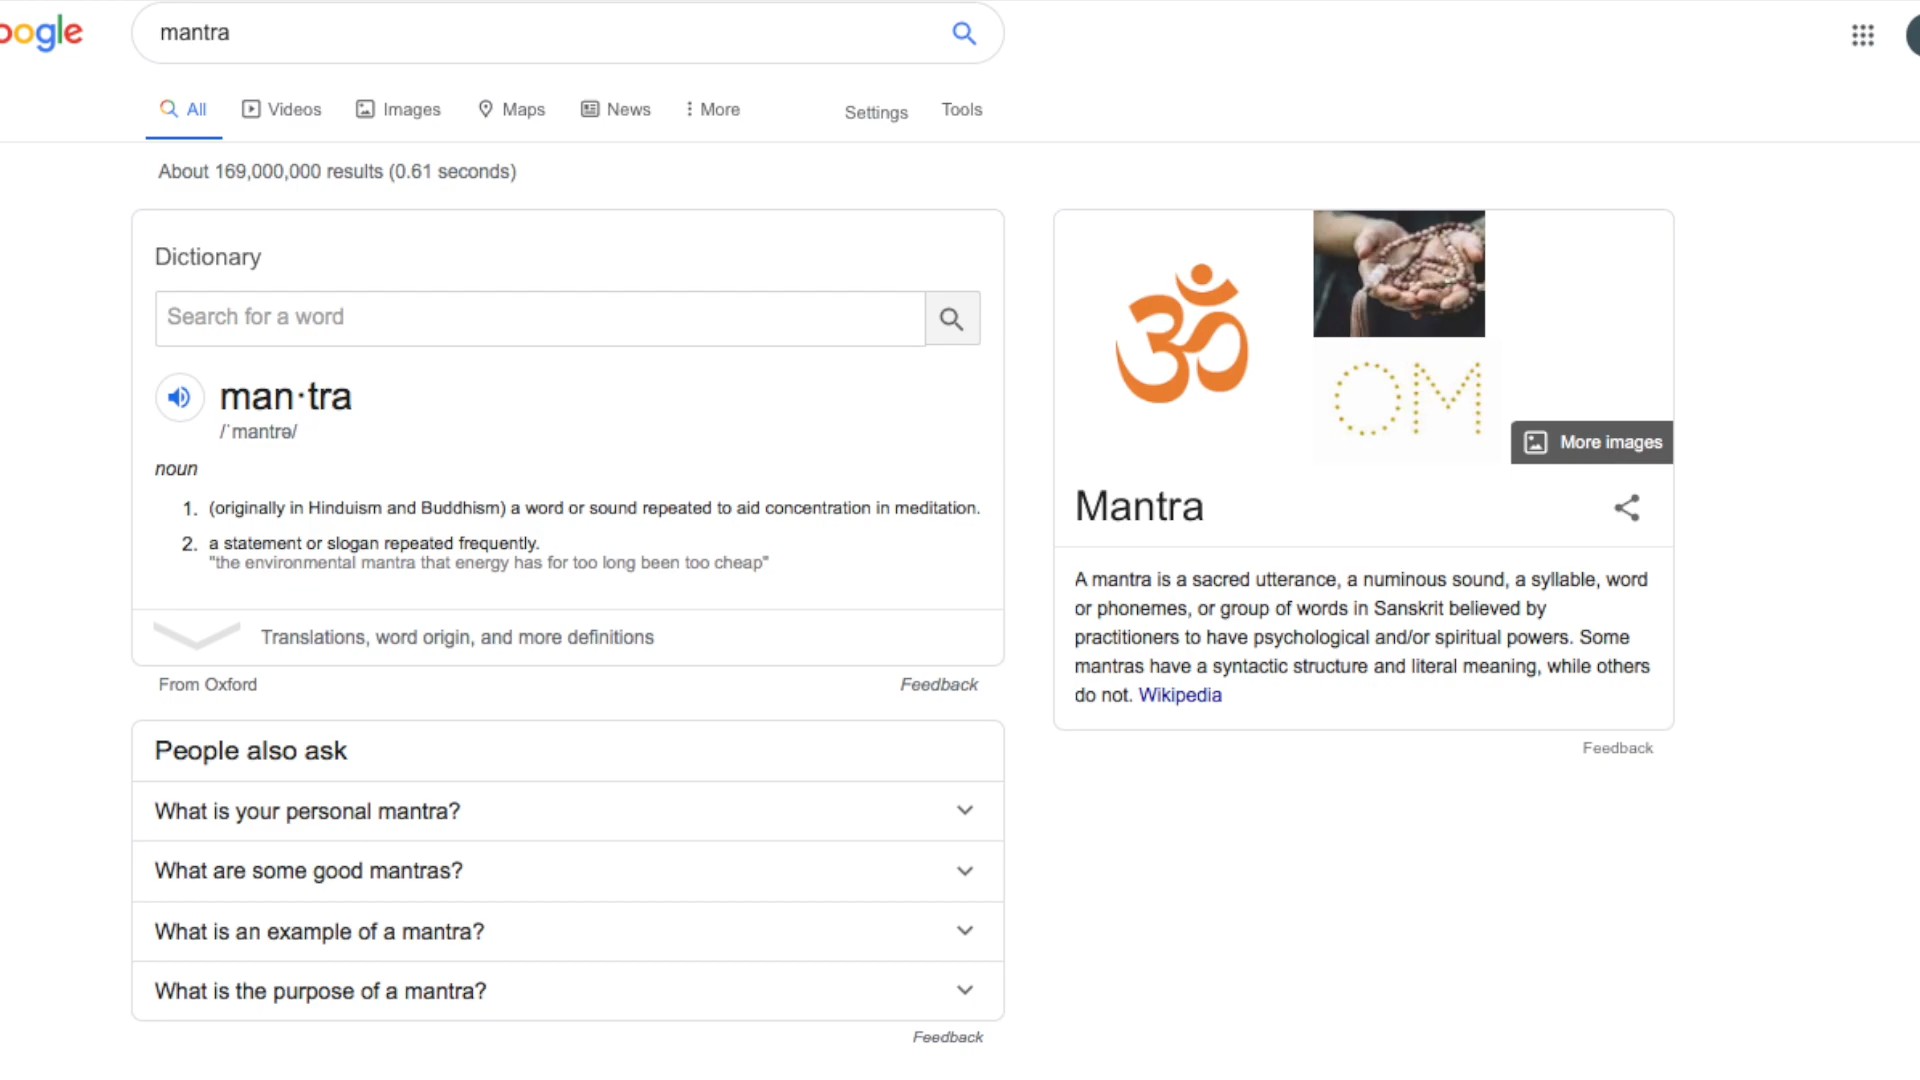 oogle
mantra
All
Videos
Images
Maps
News
More
Settings
Tools
About 169,000,000 results (0.61 seconds)
Dictionary
Search for a word
man·tra
/ˈmantrə/
noun
1. (originally in Hinduism and Buddhism) a word or sound repeated to aid concentration in meditation.
2. a statement or slogan repeated frequently.
"the environmental mantra that energy has for too long been too cheap"
Translations, word origin, and more definitions
From Oxford
Feedback
People also ask
What is your personal mantra?
What are some good mantras?
What is an example of a mantra?
What is the purpose of a mantra?
Feedback
ॐ
OM
More images
Mantra
A mantra is a sacred utterance, a numinous sound, a syllable, word
or phonemes, or group of words in Sanskrit believed by
practitioners to have psychological and/or spiritual powers. Some
mantras have a syntactic structure and literal meaning, while others
do not. Wikipedia
Feedback